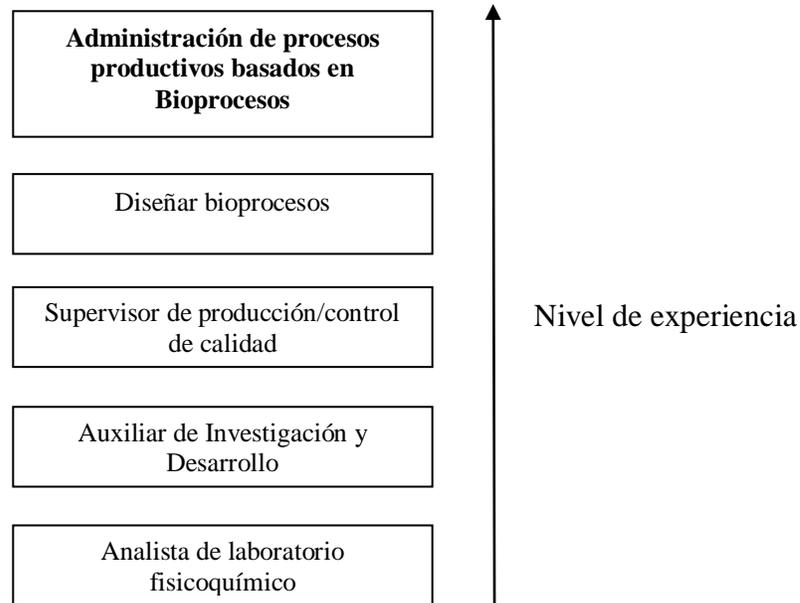 Administración de procesos
productivos basados en
Bioprocesos
Diseñar bioprocesos
Supervisor de producción/control
de calidad
Nivel de experiencia
Auxiliar de Investigación y
Desarrollo
Analista de laboratorio
fisicoquímico